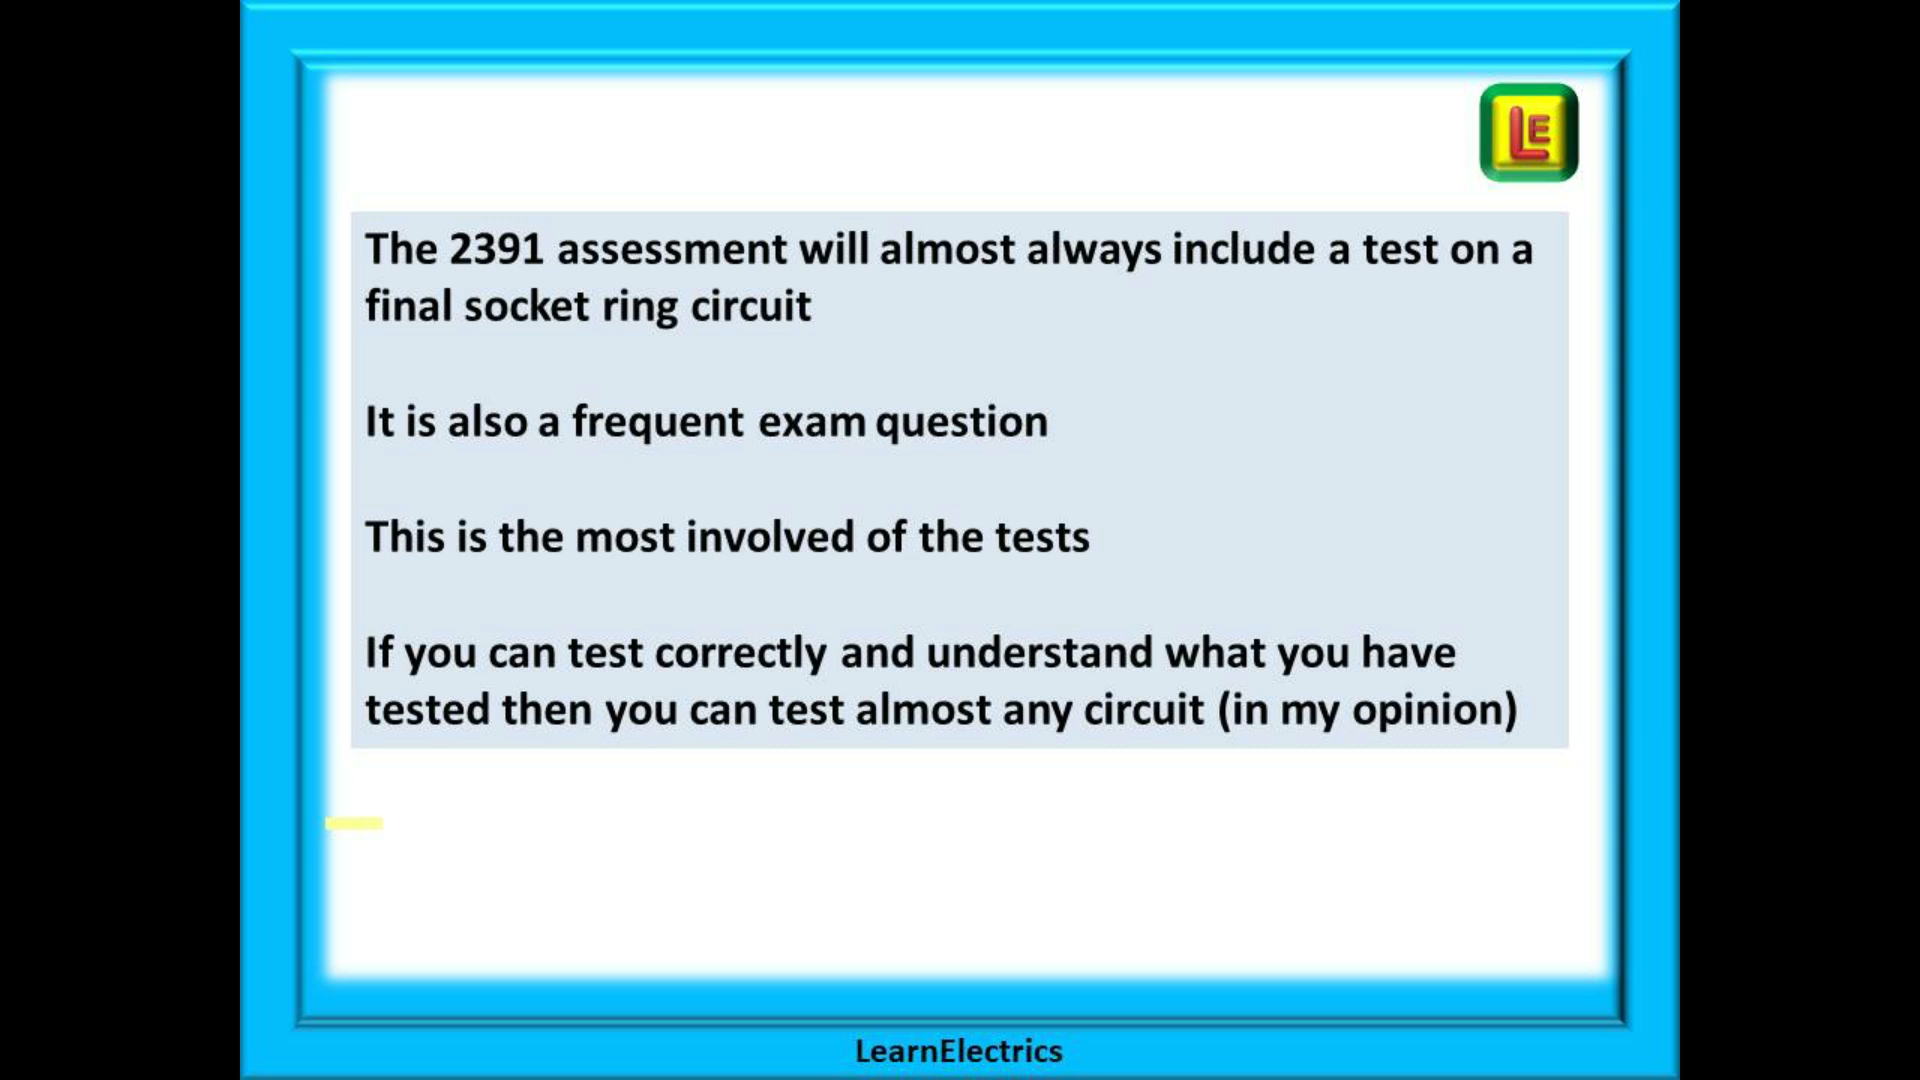 LE
The 2391 assessment will almost always include a test on a
final socket ring circuit
It is also a frequent exam question
This is the most involved of the tests
If you can test correctly and understand what you have
tested then you can test almost any circuit (in my opinion)
LearnElectrics